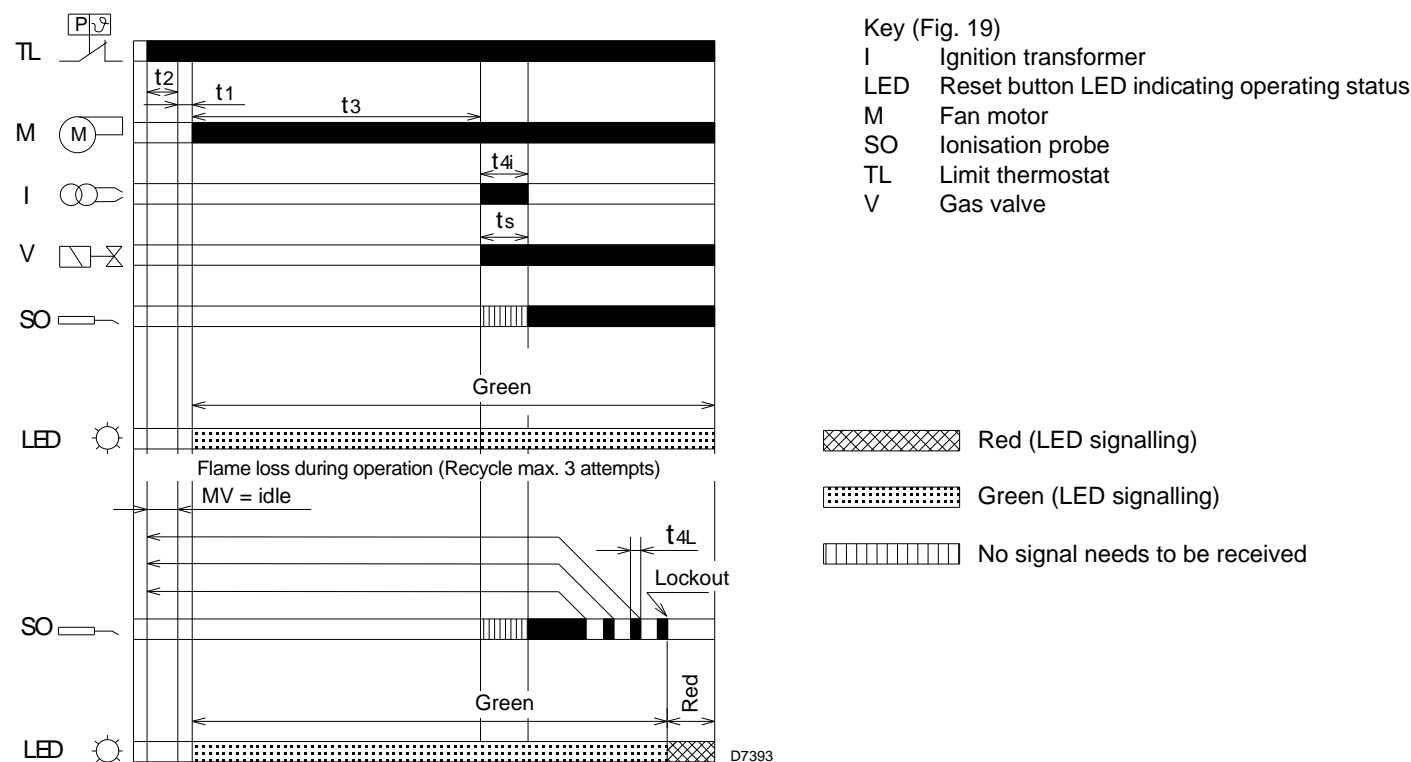 P ϑ
TL
t2
t1
t3
M
M
t4i
I
ts
V
SO
Green
LED
Flame loss during operation (Recycle max. 3 attempts)
MV = idle
t4L
Lockout
SO
Green
Red
LED
D7393
Key (Fig. 19)
I Ignition transformer
LED Reset button LED indicating operating status
M Fan motor
SO Ionisation probe
TL Limit thermostat
V Gas valve
Red (LED signalling)
Green (LED signalling)
No signal needs to be received